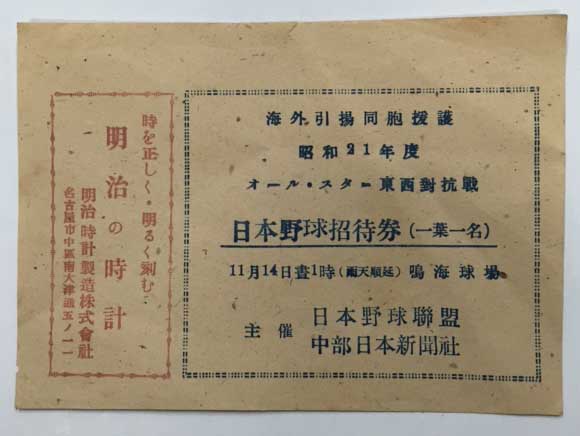 海外引揚同胞援護
昭和21年度
オール・スター東西對抗戰
日本野球招待券(一葉一名)
11月14日晝1時(雨天順延)鳴海球場
主催
日本野球聯盟
中部日本新聞社
時を正しく・明るく刻む
明治の時計
明治時計製造株式會社
名古屋市中區南大津通五ノ一一